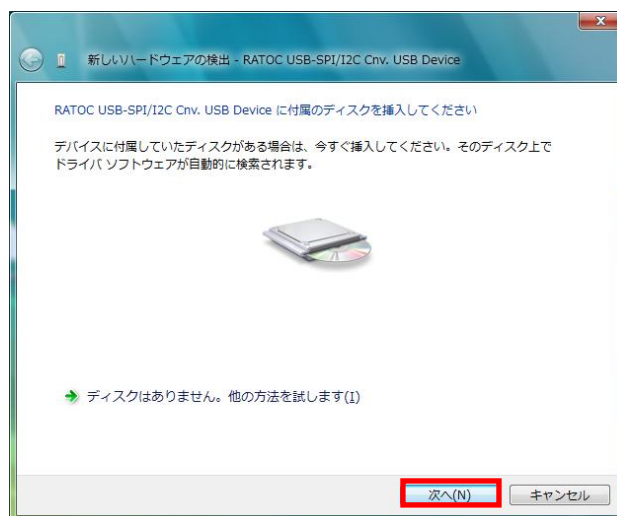 新しいハードウェアの検出 - RATOC USB-SPI/I2C Cnv. USB Device
RATOC USB-SPI/I2C Cnv. USB Device に付属のディスクを挿入してください
デバイスに付属していたディスクがある場合は、今すぐ挿入してください。そのディスク上で
ドライバ ソフトウェアが自動的に検索されます。
ディスクはありません。他の方法を試します(I)
次へ(N)
キャンセル